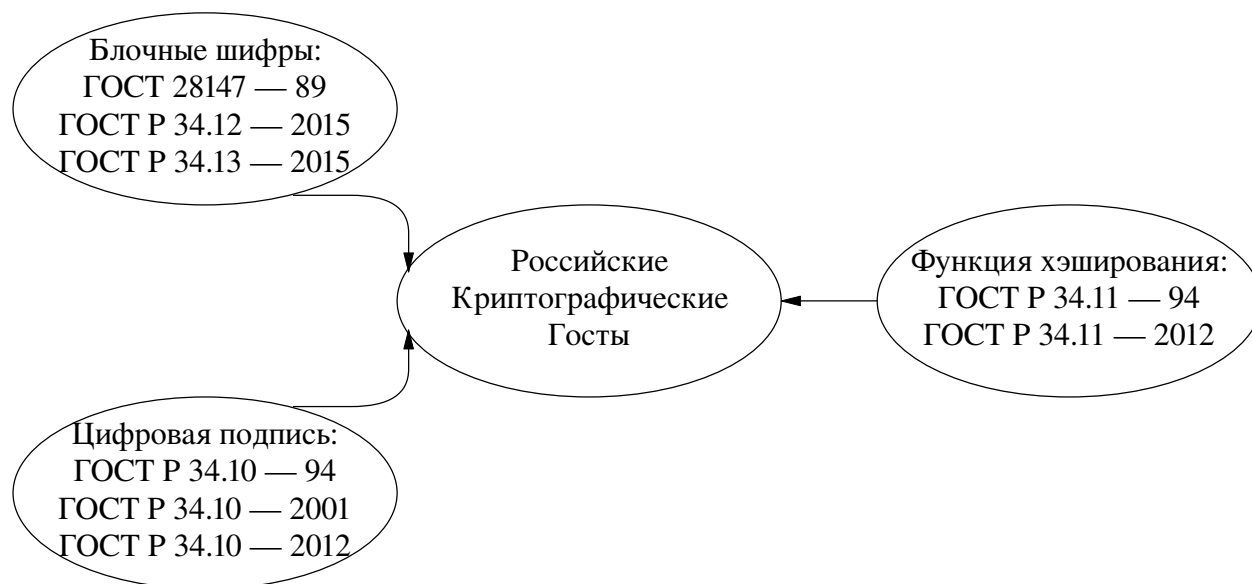 Блочные шифры:
ГОСТ 28147 — 89
ГОСТ Р 34.12 — 2015
ГОСТ Р 34.13 — 2015
Российские
Криптографические
Госты
Функция хэширования:
ГОСТ Р 34.11 — 94
ГОСТ Р 34.11 — 2012
Цифровая подпись:
ГОСТ Р 34.10 — 94
ГОСТ Р 34.10 — 2001
ГОСТ Р 34.10 — 2012